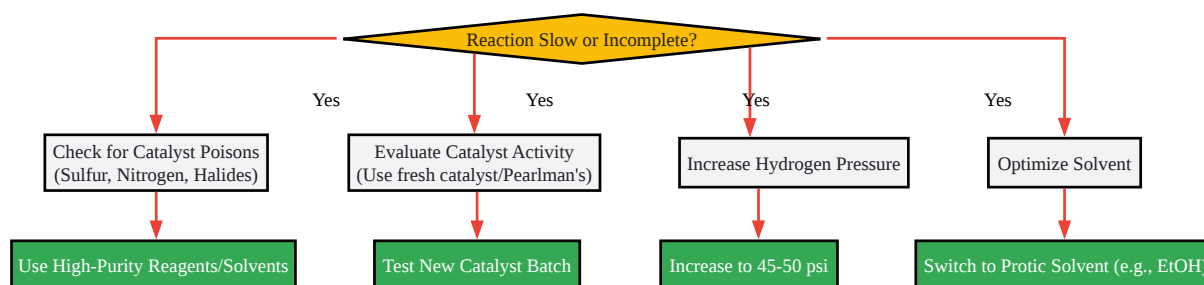 Reaction Slow or Incomplete?
Yes
Yes
Yes
Yes
Check for Catalyst Poisons
(Sulfur, Nitrogen, Halides)
Evaluate Catalyst Activity
(Use fresh catalyst/Pearlman's)
Increase Hydrogen Pressure
Optimize Solvent
Use High-Purity Reagents/Solvents
Test New Catalyst Batch
Increase to 45-50 psi
Switch to Protic Solvent (e.g., EtOH)